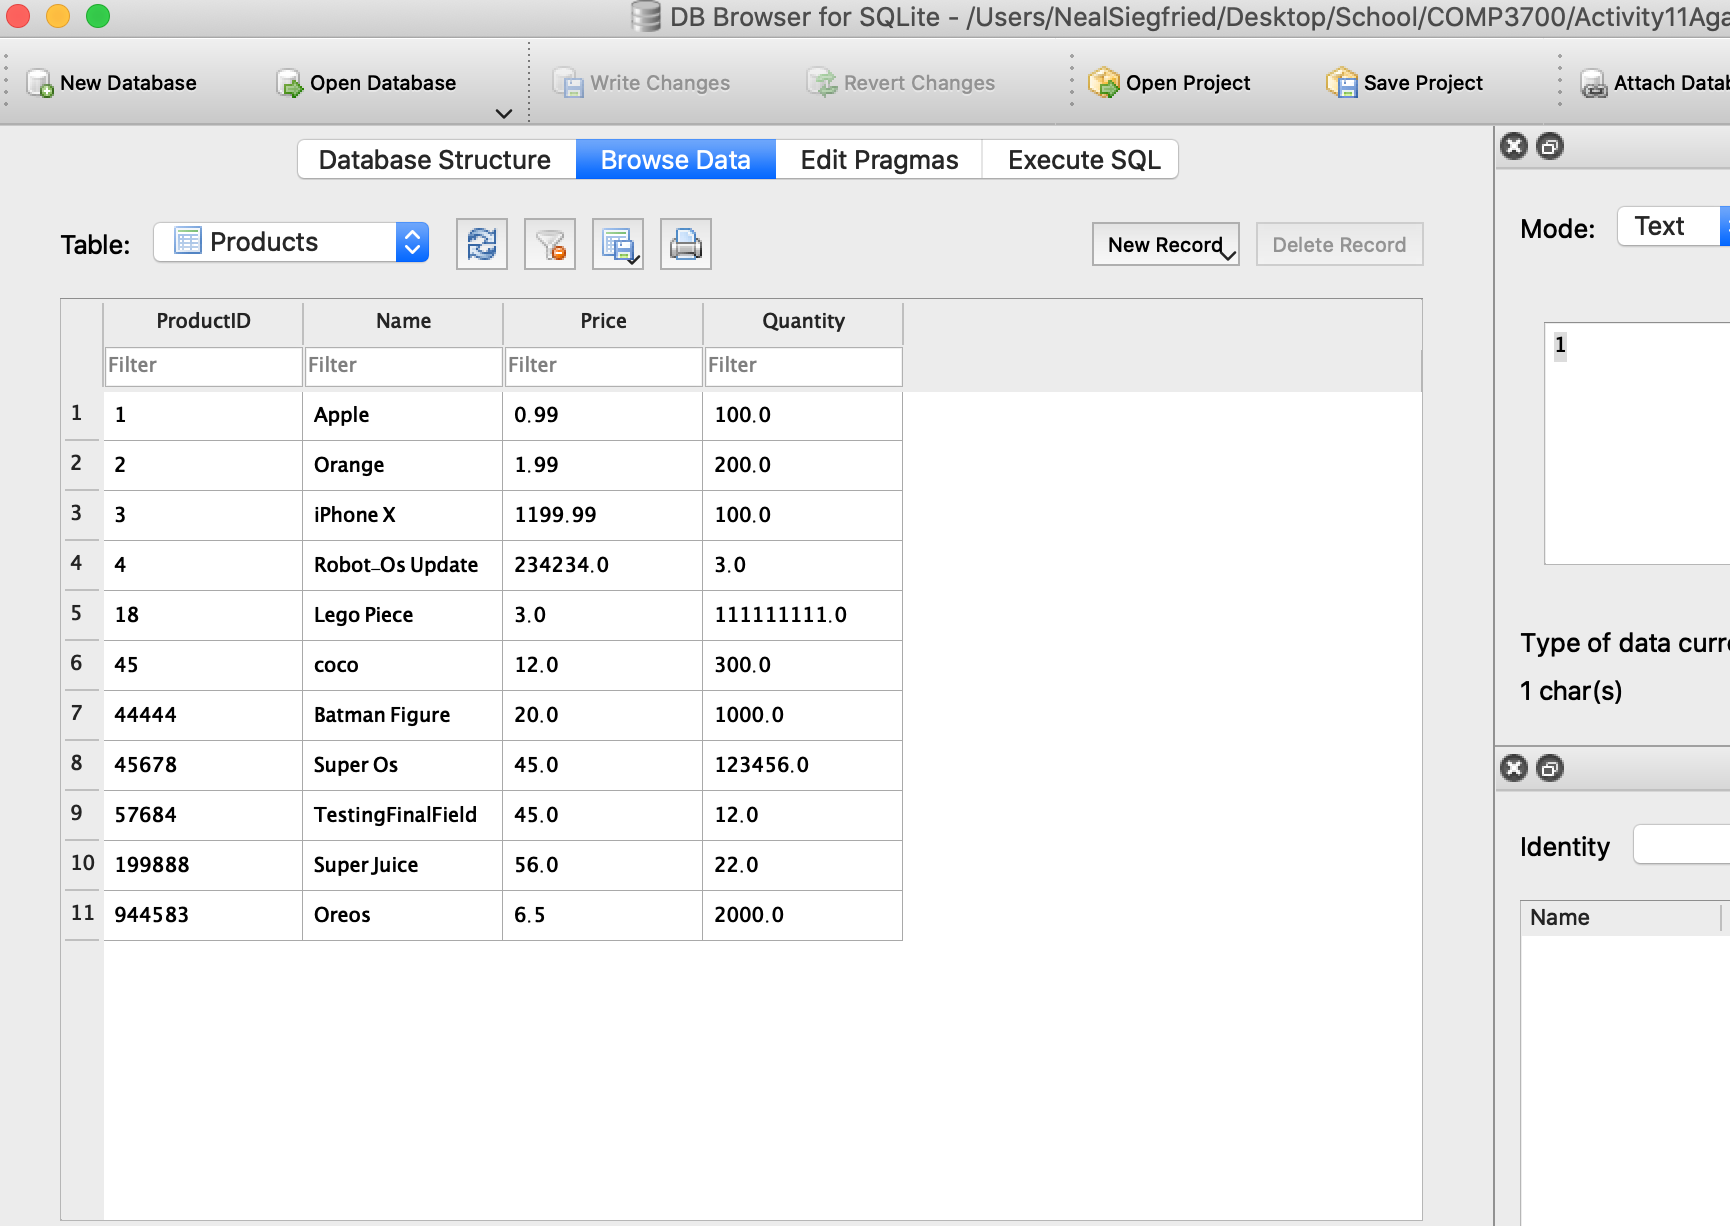 DB Browser for SQLite - /Users/NealSiegfried/Desktop/School/COMP3700/Activity11Aga
New Database Open Database Write Changes Revert Changes Open Project Save Project Attach Datab
Database Structure Browse Data Edit Pragmas Execute SQL
Table: Products New Record Delete Record
ProductID Name Price Quantity
Filter Filter Filter Filter
1 1 Apple 0.99 100.0
2 2 Orange 1.99 200.0
3 3 iPhone X 1199.99 100.0
4 4 Robot_Os Update 234234.0 3.0
5 18 Lego Piece 3.0 111111111.0
6 45 coco 12.0 300.0
7 44444 Batman Figure 20.0 1000.0
8 45678 Super Os 45.0 123456.0
9 57684 TestingFinalField 45.0 12.0
10 199888 Super Juice 56.0 22.0
11 944583 Oreos 6.5 2000.0
Mode: Text
1
Type of data curre
1 char(s)
Identity
Name